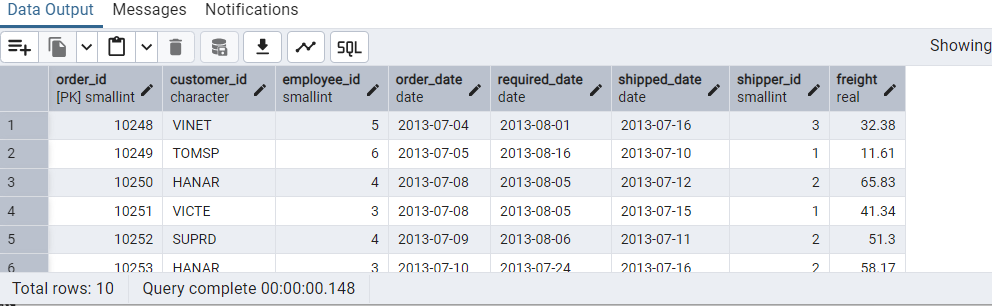 Data Output Messages Notifications
SQL Showing
order_id customer_id employee_id order_date required_date shipped_date shipper_id freight
[PK] smallint character smallint date date date smallint real
1 10248 VINET 5 2013-07-04 2013-08-01 2013-07-16 3 32.38
2 10249 TOMSP 6 2013-07-05 2013-08-16 2013-07-10 1 11.61
3 10250 HANAR 4 2013-07-08 2013-08-05 2013-07-12 2 65.83
4 10251 VICTE 3 2013-07-08 2013-08-05 2013-07-15 1 41.34
5 10252 SUPRD 4 2013-07-09 2013-08-06 2013-07-11 2 51.3
6 10253 HANAR 3 2013-07-10 2013-07-24 2013-07-16 2 58.17
Total rows: 10 Query complete 00:00:00.148